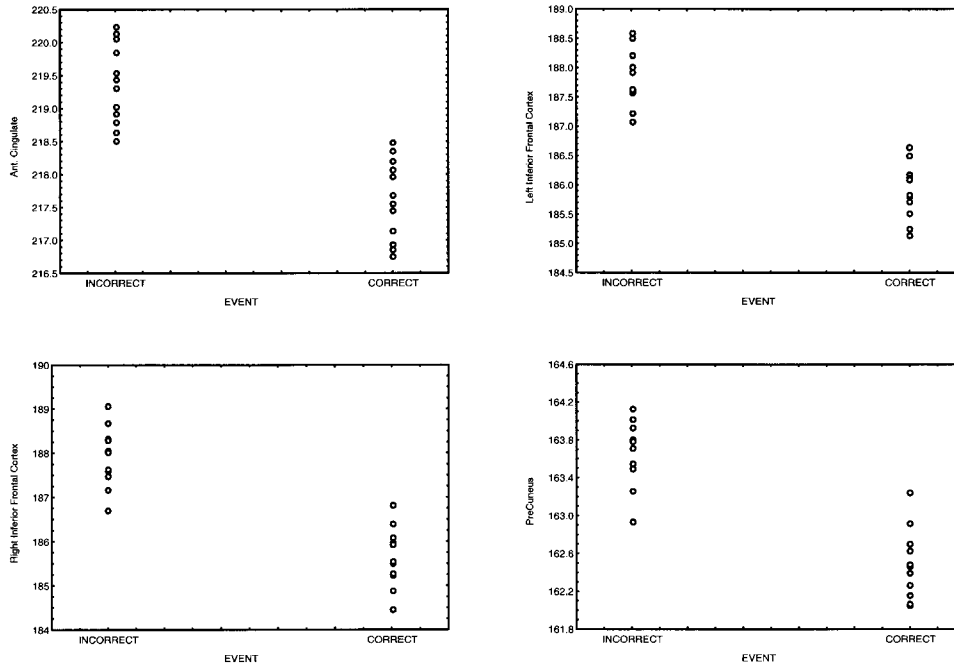 220.5
220.0
219.5
219.0
218.5
218.0
217.5
217.0
216.5
Ant. Cingulate
INCORRECT CORRECT
EVENT
189.0
188.5
188.0
187.5
187.0
186.5
186.0
185.5
185.0
184.5
Left Inferior Frontal Cortex
INCORRECT CORRECT
EVENT
190
189
188
187
186
185
184
Right Inferior Frontal Cortex
INCORRECT CORRECT
EVENT
164.6
164.2
163.8
163.4
163.0
162.6
162.2
161.8
PreCuneus
INCORRECT CORRECT
EVENT